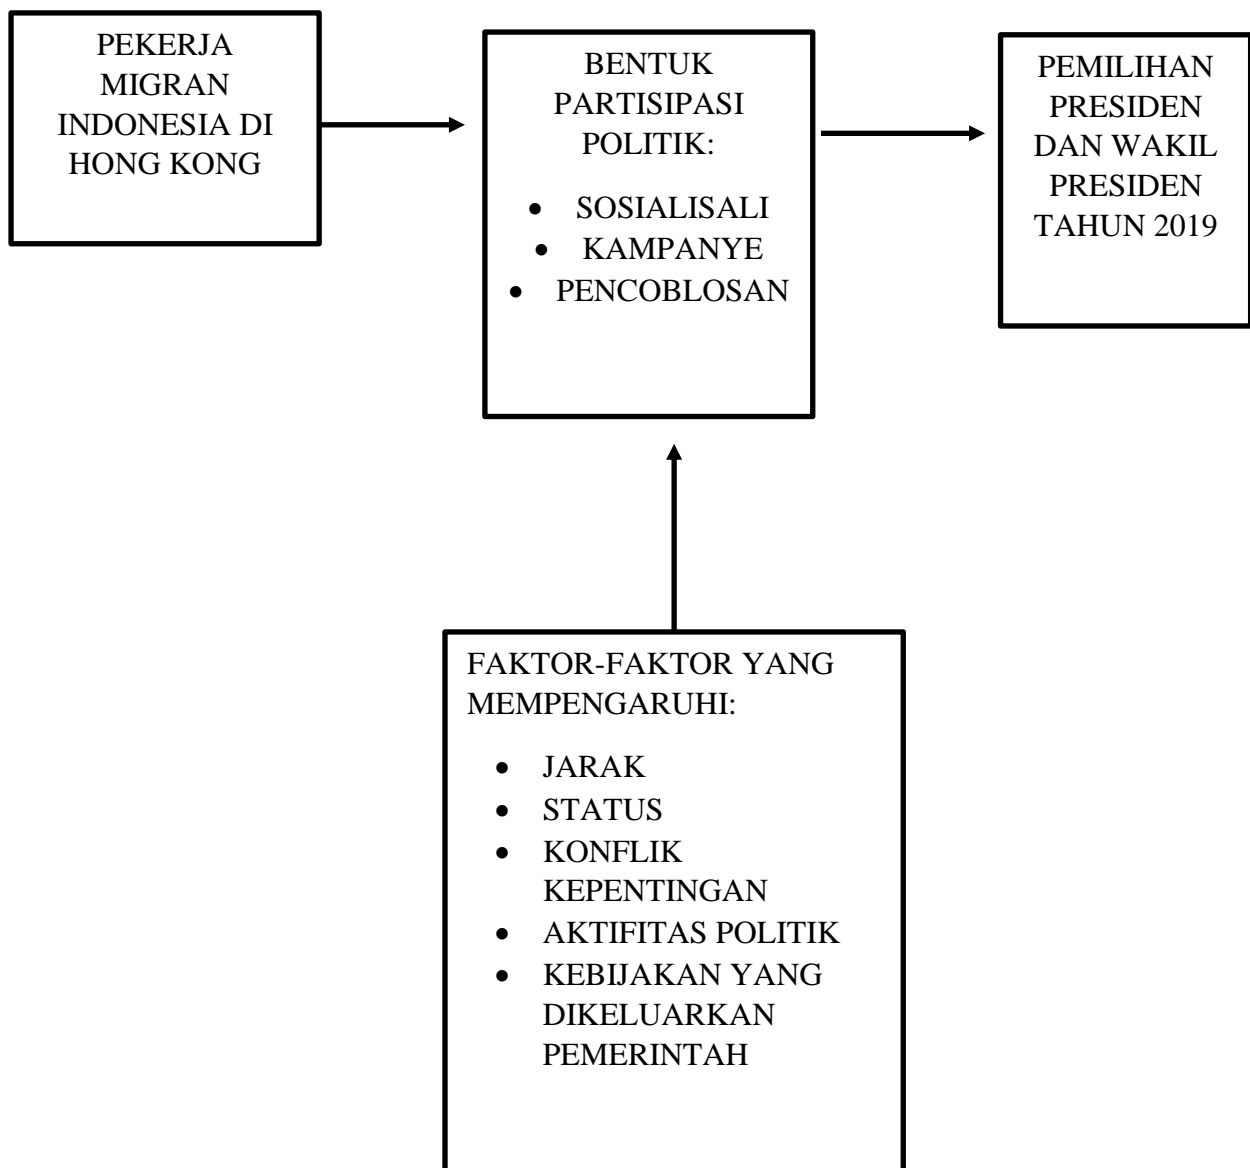 PEKERJA
MIGRAN
INDONESIA DI
HONG KONG
BENTUK
PARTISIPASI
POLITIK:
• SOSIALISALI
• KAMPANYE
• PENCOBLOSAN
PEMILIHAN
PRESIDEN
DAN WAKIL
PRESIDEN
TAHUN 2019
FAKTOR-FAKTOR YANG
MEMPENGARUHI:
• JARAK
• STATUS
• KONFLIK
KEPENTINGAN
• AKTIFITAS POLITIK
• KEBIJAKAN YANG
DIKELUARKAN
PEMERINTAH